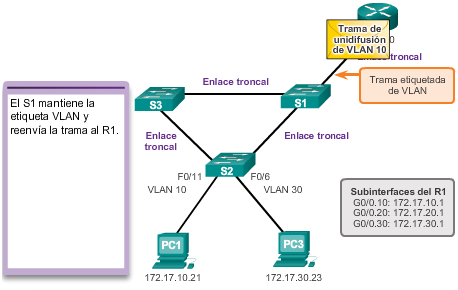 Trama de
unidifusión
de VLAN 10
0
Enlace troncal
Trama etiquetada
de VLAN
Enlace troncal
S3
S1
El S1 mantiene la
etiqueta VLAN y
reenvía la trama al R1.
Enlace
troncal
Enlace troncal
S2
F0/11
F0/6
VLAN 10
VLAN 30
Subinterfaces del R1
G0/0.10: 172.17.10.1
G0/0.20: 172.17.20.1
G0/0.30: 172.17.30.1
PC1
PC3
172.17.10.21
172.17.30.23